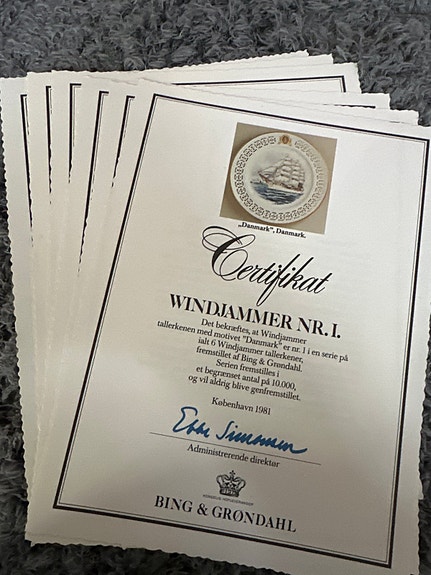 „Danmark", Danmark.
Certifikat
WINDJAMMER NR. 1.
Det bekræftes, at Windjammer
tallerkenen med motivet "Danmark" er nr. 1 i en serie på
ialt 6 Windjammer tallerkener,
fremstillet af Bing & Grøndahl.
Serien fremstilles i
et begrænset antal på 10.000,
og vil aldrig blive genfremstillet.
København 1981
Administrerende direktør
BING & GRØNDAHL